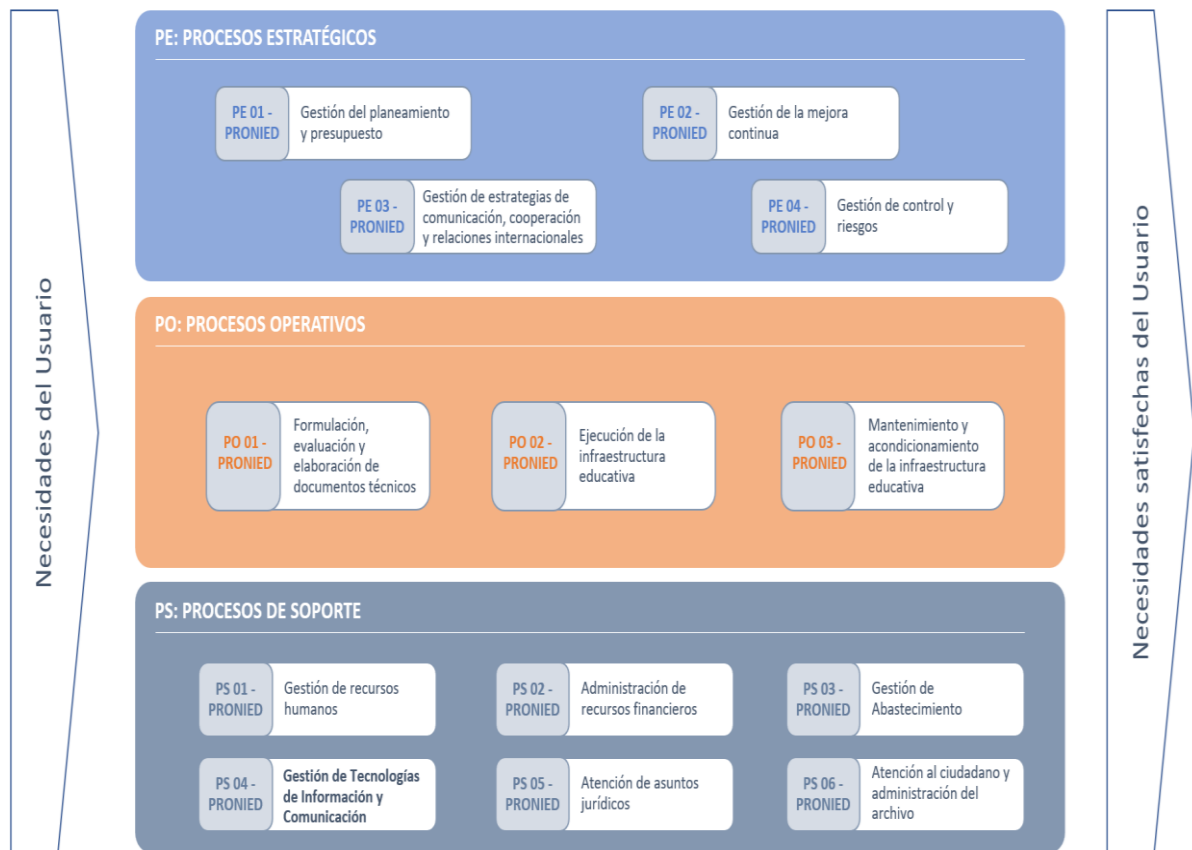 Necesidades del Usuario
PE: PROCESOS ESTRATÉGICOS
PE 01 -
PRONIED
Gestión del planeamiento
y presupuesto
PE 02 -
PRONIED
Gestión de la mejora
continua
PE 03 -
PRONIED
Gestión de estrategias de
comunicación, cooperación
y relaciones internacionales
PE 04 -
PRONIED
Gestión de control y
riesgos
PO: PROCESOS OPERATIVOS
PO 01 -
PRONIED
Formulación,
evaluación y
elaboración de
documentos técnicos
PO 02 -
PRONIED
Ejecución de la
infraestructura
educativa
PO 03 -
PRONIED
Mantenimiento y
acondicionamiento
de la infraestructura
educativa
PS: PROCESOS DE SOPORTE
PS 01 -
PRONIED
Gestión de recursos
humanos
PS 02 -
PRONIED
Administración de
recursos financieros
PS 03 -
PRONIED
Gestión de
Abastecimiento
PS 04 -
PRONIED
Gestión de Tecnologías
de Información y
Comunicación
PS 05 -
PRONIED
Atención de asuntos
jurídicos
PS 06 -
PRONIED
Atención al ciudadano y
administración del
archivo
Necesidades satisfechas del Usuario